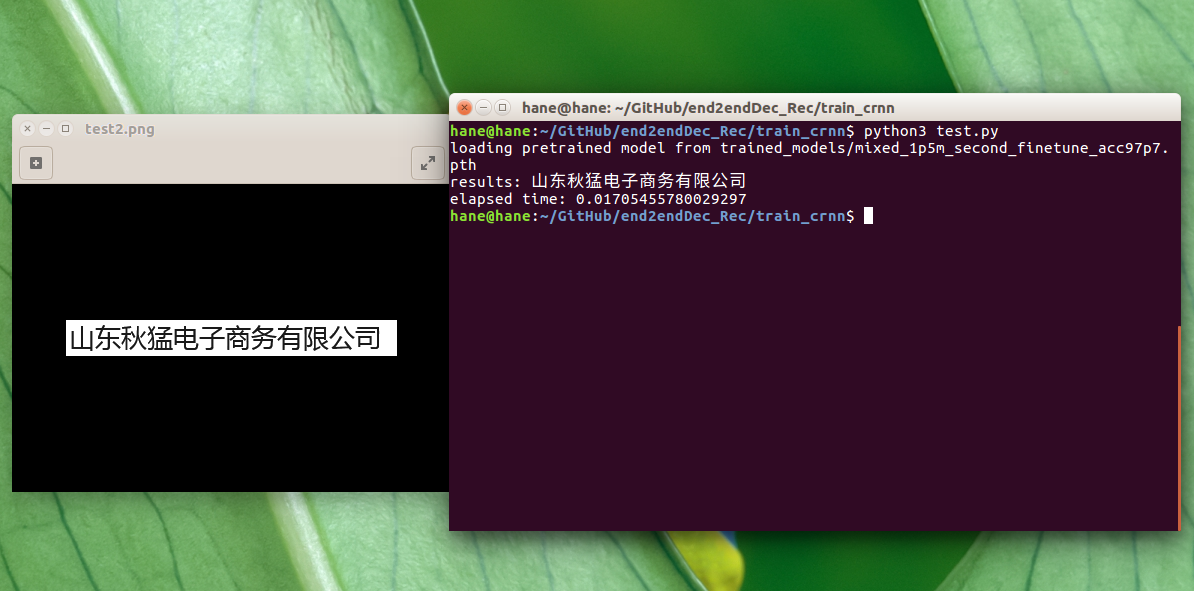 test2.png
山东秋猛电子商务有限公司
hane@hane: ~/GitHub/end2endDec_Rec/train_crnn
hane@hane:~/GitHub/end2endDec_Rec/train_crnn$ python3 test.py
loading pretrained model from trained_models/mixed_1p5m_second_finetune_acc97p7.
pth
results: 山东秋猛电子商务有限公司
elapsed time: 0.01705455780029297
hane@hane:~/GitHub/end2endDec_Rec/train_crnn$